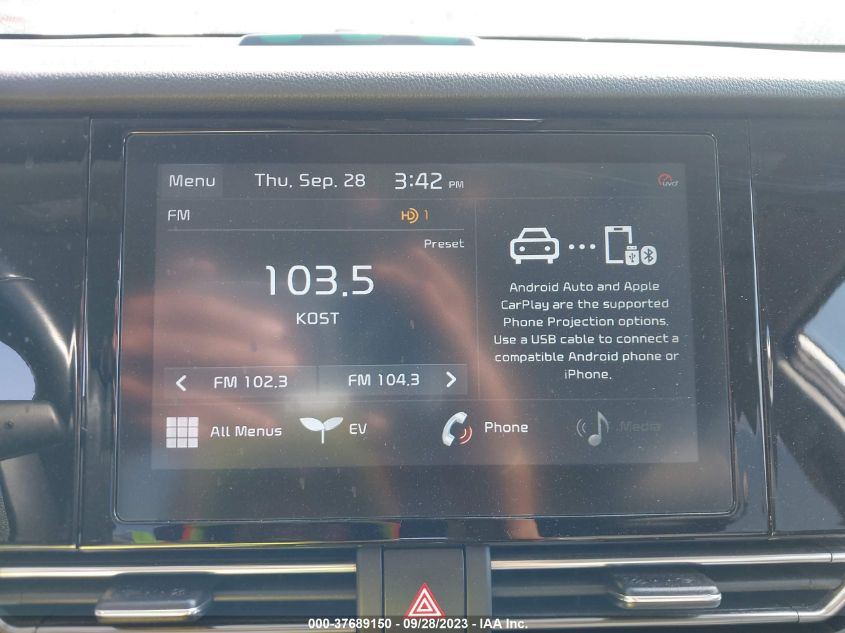 Menu Thu, Sep. 28 3:42 PM uvo
FM HD 1
Preset
103.5
KOST
< FM 102.3 FM 104.3 >
Android Auto and Apple
CarPlay are the supported
Phone Projection options.
Use a USB cable to connect a
compatible Android phone or
iPhone.
All Menus EV Phone Media
000-37689150 - 09/28/2023 - IAA Inc.